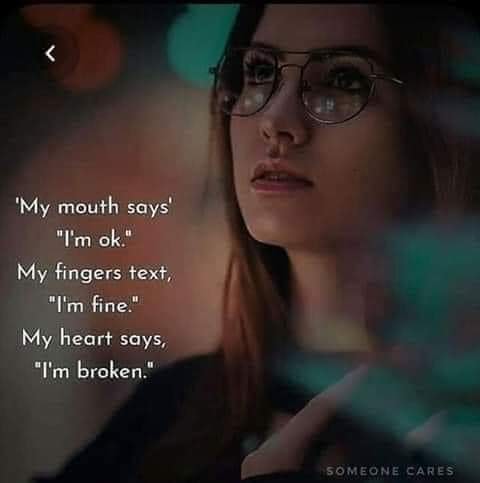 'My mouth says'
"I'm ok."
My fingers text,
"I'm fine."
My heart says,
"I'm broken."
SOMEONE CARES